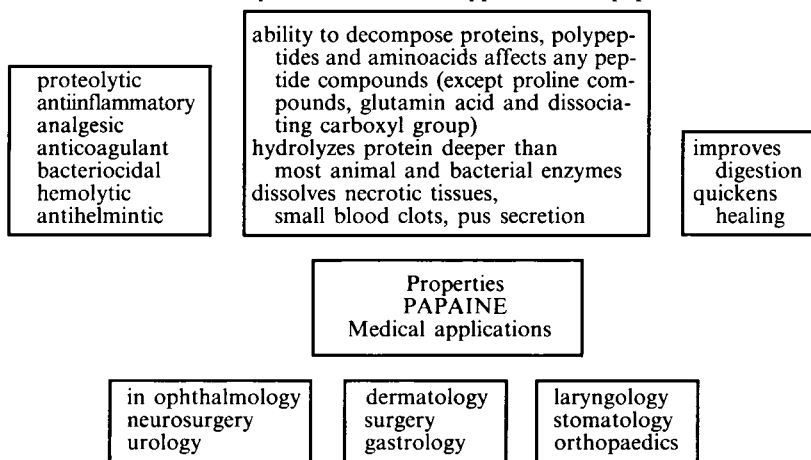 proteolytic
antiinflammatory
analgesic
anticoagulant
bacteriocidal
hemolytic
antihelmintic
ability to decompose proteins, polypep-
tides and aminoacids affects any pep-
tide compounds (except proline com-
pounds, glutamin acid and dissocia-
ting carboxyl group)
hydrolyzes protein deeper than
most animal and bacterial enzymes
dissolves necrotic tissues,
small blood clots, pus secretion
improves
digestion
quickens
healing
Properties
PAPAINE
Medical applications
in ophthalmology
neurosurgery
urology
dermatology
surgery
gastrology
laryngology
stomatology
orthopaedics